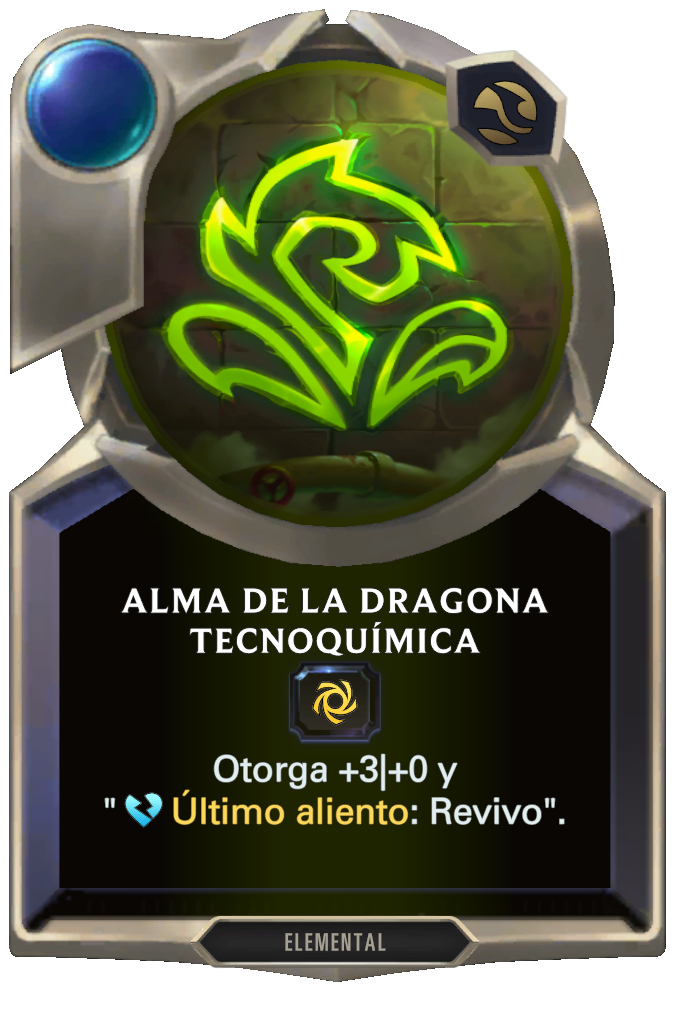 ALMA DE LA DRAGONA
TECNOQUÍMICA
Otorga +3|+0 y
" Último aliento: Revivo".
ELEMENTAL